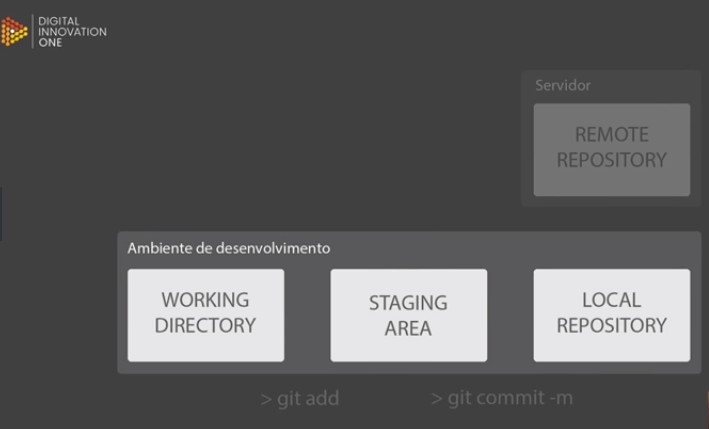 DIGITAL
INNOVATION
ONE
Servidor
REMOTE
REPOSITORY
Ambiente de desenvolvimento
WORKING
DIRECTORY
STAGING
AREA
LOCAL
REPOSITORY
> git add
> git commit -m